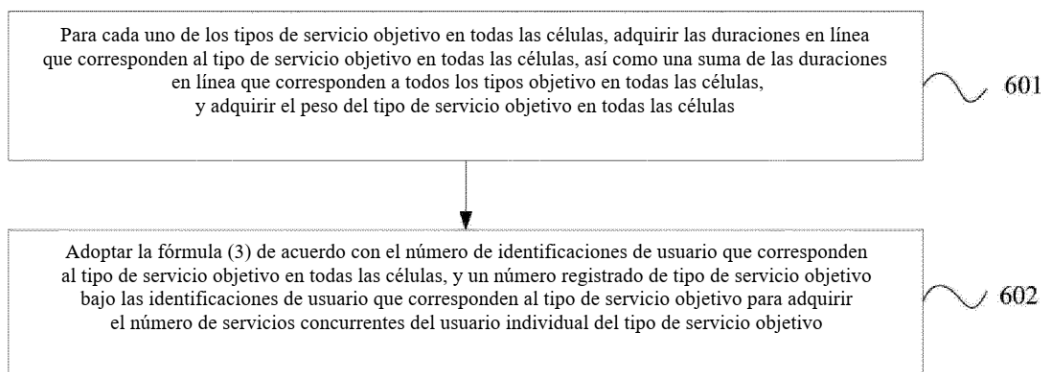 Para cada uno de los tipos de servicio objetivo en todas las células, adquirir las duraciones en línea
que corresponden al tipo de servicio objetivo en todas las células, así como una suma de las duraciones
en línea que corresponden a todos los tipos objetivo en todas las células,
y adquirir el peso del tipo de servicio objetivo en todas las células
601
Adoptar la fórmula (3) de acuerdo con el número de identificaciones de usuario que corresponden
al tipo de servicio objetivo en todas las células, y un número registrado de tipo de servicio objetivo
bajo las identificaciones de usuario que corresponden al tipo de servicio objetivo para adquirir
el número de servicios concurrentes del usuario individual del tipo de servicio objetivo
602